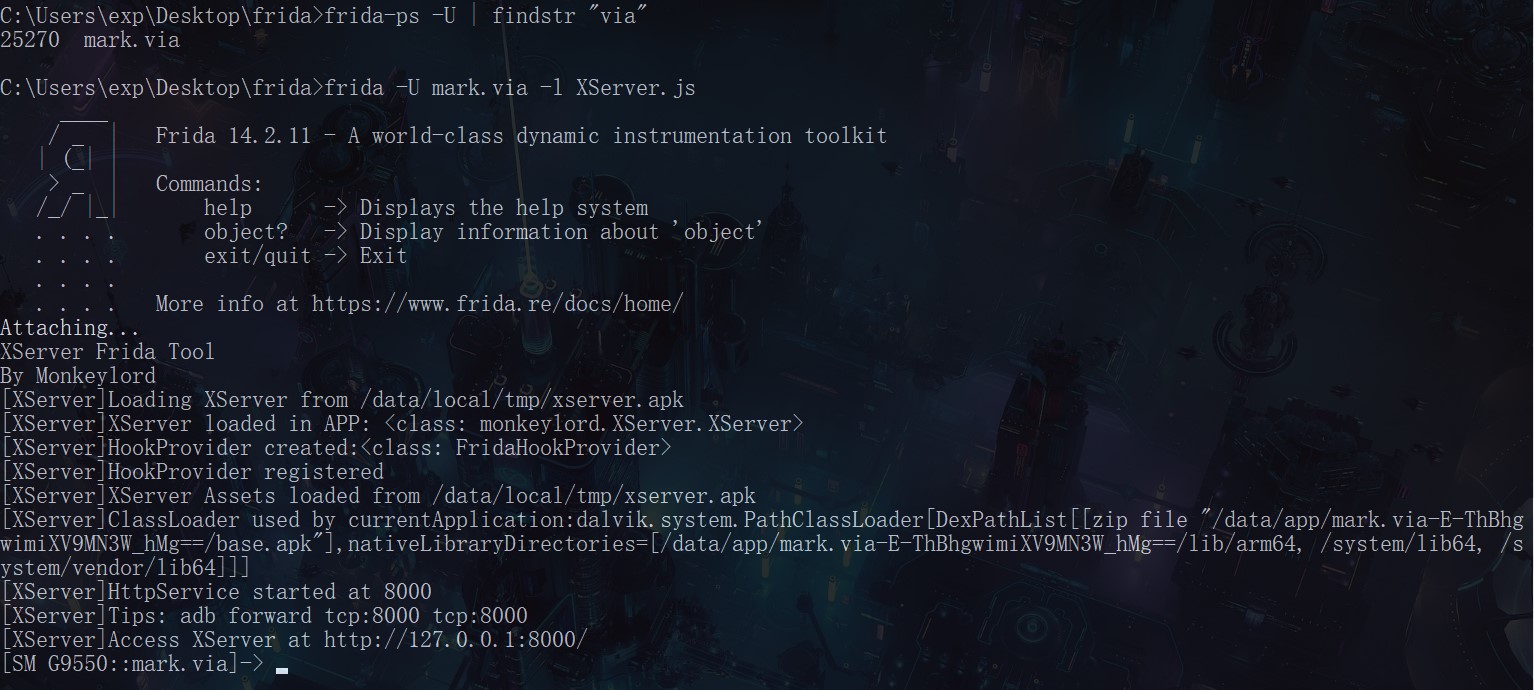 C:\Users\exp\Desktop\frida>frida-ps -U | findstr "via"
25270  mark.via
C:\Users\exp\Desktop\frida>frida -U mark.via -l XServer.js
     ____
    / _  |   Frida 14.2.11 - A world-class dynamic instrumentation toolkit
   | (_| |
    > _  |   Commands:
   /_/ |_|       help      -> Displays the help system
   . . . .       object?   -> Display information about 'object'
   . . . .       exit/quit -> Exit
   . . . .
   . . . .   More info at https://www.frida.re/docs/home/
Attaching...
XServer Frida Tool
By Monkeylord
[XServer]Loading XServer from /data/local/tmp/xserver.apk
[XServer]XServer loaded in APP: <class: monkeylord.XServer.XServer>
[XServer]HookProvider created:<class: FridaHookProvider>
[XServer]HookProvider registered
[XServer]XServer Assets loaded from /data/local/tmp/xserver.apk
[XServer]ClassLoader used by currentApplication:dalvik.system.PathClassLoader[DexPathList[[zip file "/data/app/mark.via-E-ThBhg
wimiXV9MN3W_hMg==/base.apk"],nativeLibraryDirectories=[/data/app/mark.via-E-ThBhgwimiXV9MN3W_hMg==/lib/arm64, /system/lib64, /s
ystem/vendor/lib64]]]
[XServer]HttpService started at 8000
[XServer]Tips: adb forward tcp:8000 tcp:8000
[XServer]Access XServer at http://127.0.0.1:8000/
[SM G9550::mark.via]->